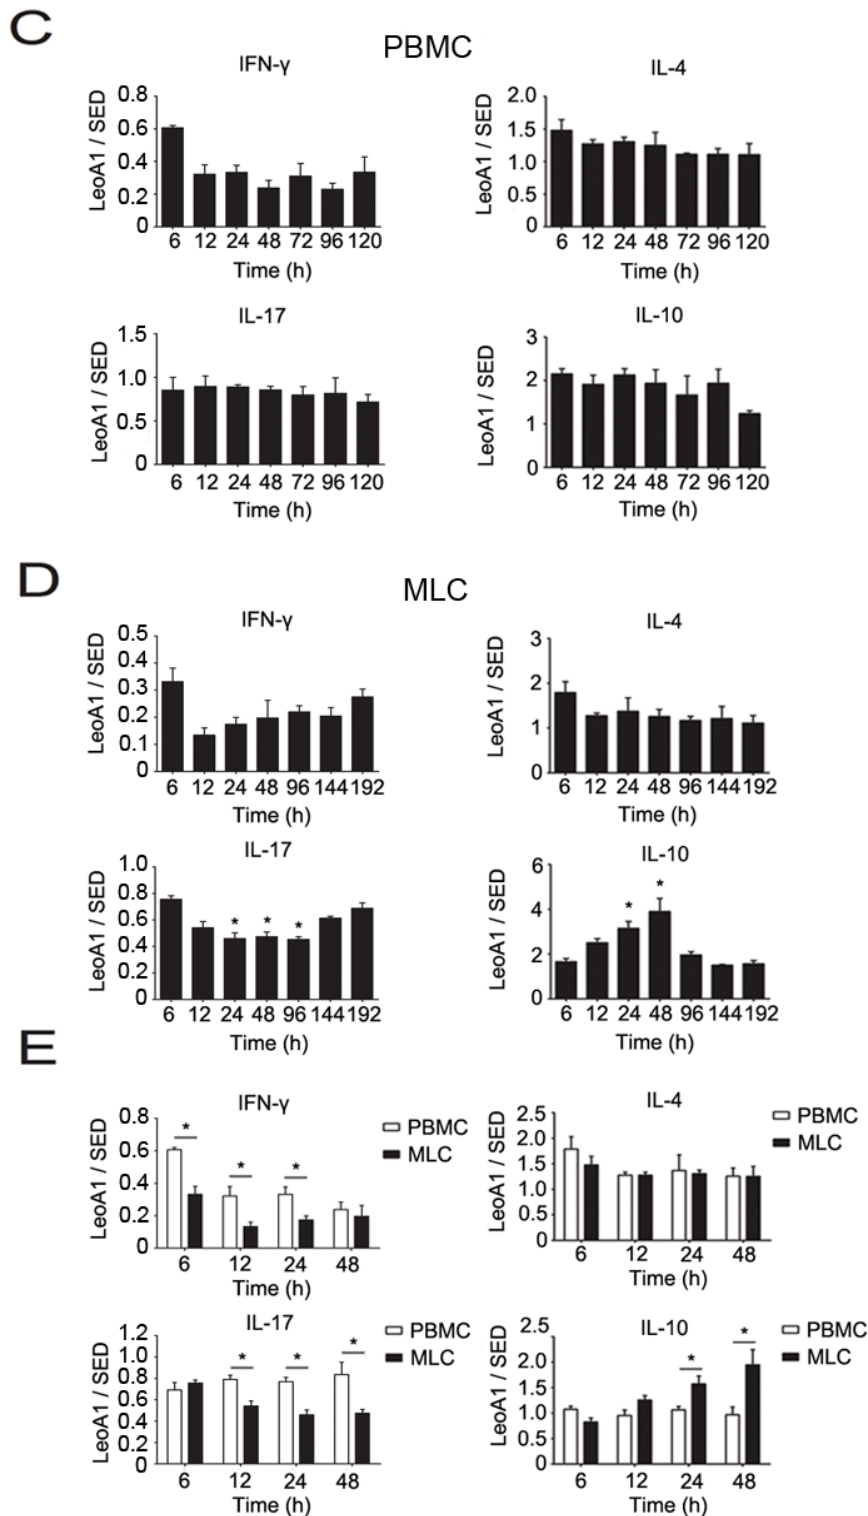 C
PBMC
IFN-γ
LeoA1 / SED
0.8
0.6
0.4
0.2
0
6 12 24 48 72 96 120
Time (h)
IL-4
LeoA1 / SED
2.0
1.5
1.0
0.5
0
6 12 24 48 72 96 120
Time (h)
IL-17
LeoA1 / SED
1.5
1.0
0.5
0
6 12 24 48 72 96 120
Time (h)
IL-10
LeoA1 / SED
3
2
1
0
6 12 24 48 72 96 120
Time (h)
D
MLC
IFN-γ
LeoA1 / SED
0.5
0.4
0.3
0.2
0.1
0
6 12 24 48 96 144 192
Time (h)
IL-4
LeoA1 / SED
3
2
1
0
6 12 24 48 96 144 192
Time (h)
IL-17
LeoA1 / SED
1.0
0.8
0.6
0.4
0.2
0
* * *
6 12 24 48 96 144 192
Time (h)
IL-10
LeoA1 / SED
6
4
2
0
* *
6 12 24 48 96 144 192
Time (h)
E
IFN-γ
LeoA1 / SED
0.8
0.6
0.4
0.2
0
* * *
PBMC
MLC
6 12 24 48
Time (h)
IL-4
LeoA1 / SED
2.5
2.0
1.5
1.0
0.5
0
PBMC
MLC
6 12 24 48
Time (h)
IL-17
LeoA1 / SED
1.2
1.0
0.8
0.6
0.4
0.2
0
* * *
PBMC
MLC
6 12 24 48
Time (h)
IL-10
LeoA1 / SED
2.5
2.0
1.5
1.0
0.5
0
* *
PBMC
MLC
6 12 24 48
Time (h)